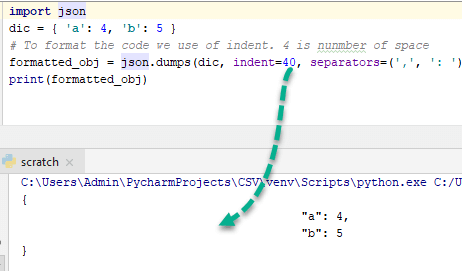 import json
dic = { 'a': 4, 'b': 5 }
# To format the code we use of indent. 4 is nunmber of space
formatted_obj = json.dumps(dic, indent=40, separators=(',', ': ')
print(formatted_obj)
scratch ×
C:\Users\Admin\PycharmProjects\CSV\venv\Scripts\python.exe C:/U
{
"a": 4,
"b": 5
}